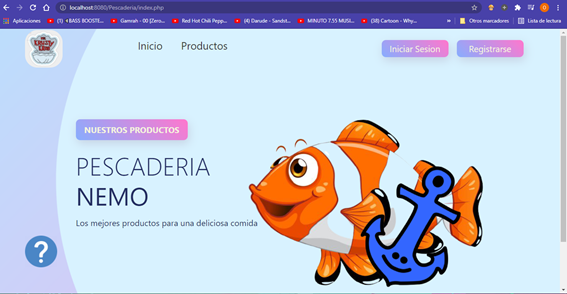 localhost:8080/Pescaderia/index.php
Aplicaciones
(1) +BASS BOOSTE...
Gamrah - 00 [Zero...
Red Hot Chili Pepp...
(4) Darude - Sandst...
MINUTO 7.55 MUSI...
(38) Cartoon - Why...
Otros marcadores
Lista de lectura
Inicio
Productos
Iniciar Sesion
Registrarse
NUESTROS PRODUCTOS
PESCADERIA
NEMO
Los mejores productos para una deliciosa comida
?